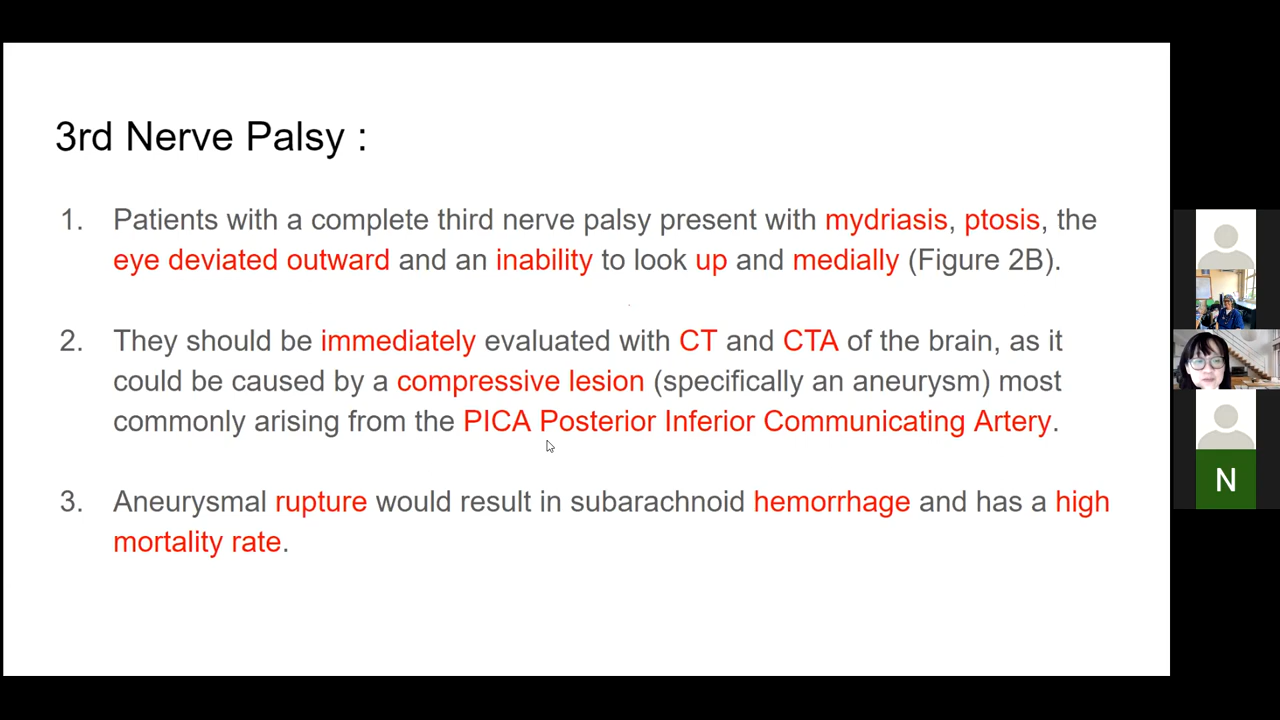 3rd Nerve Palsy :
1. Patients with a complete third nerve palsy present with mydriasis, ptosis, the
eye deviated outward and an inability to look up and medially (Figure 2B).
2. They should be immediately evaluated with CT and CTA of the brain, as it
could be caused by a compressive lesion (specifically an aneurysm) most
commonly arising from the PICA Posterior Inferior Communicating Artery.
3. Aneurysmal rupture would result in subarachnoid hemorrhage and has a high
mortality rate.
N